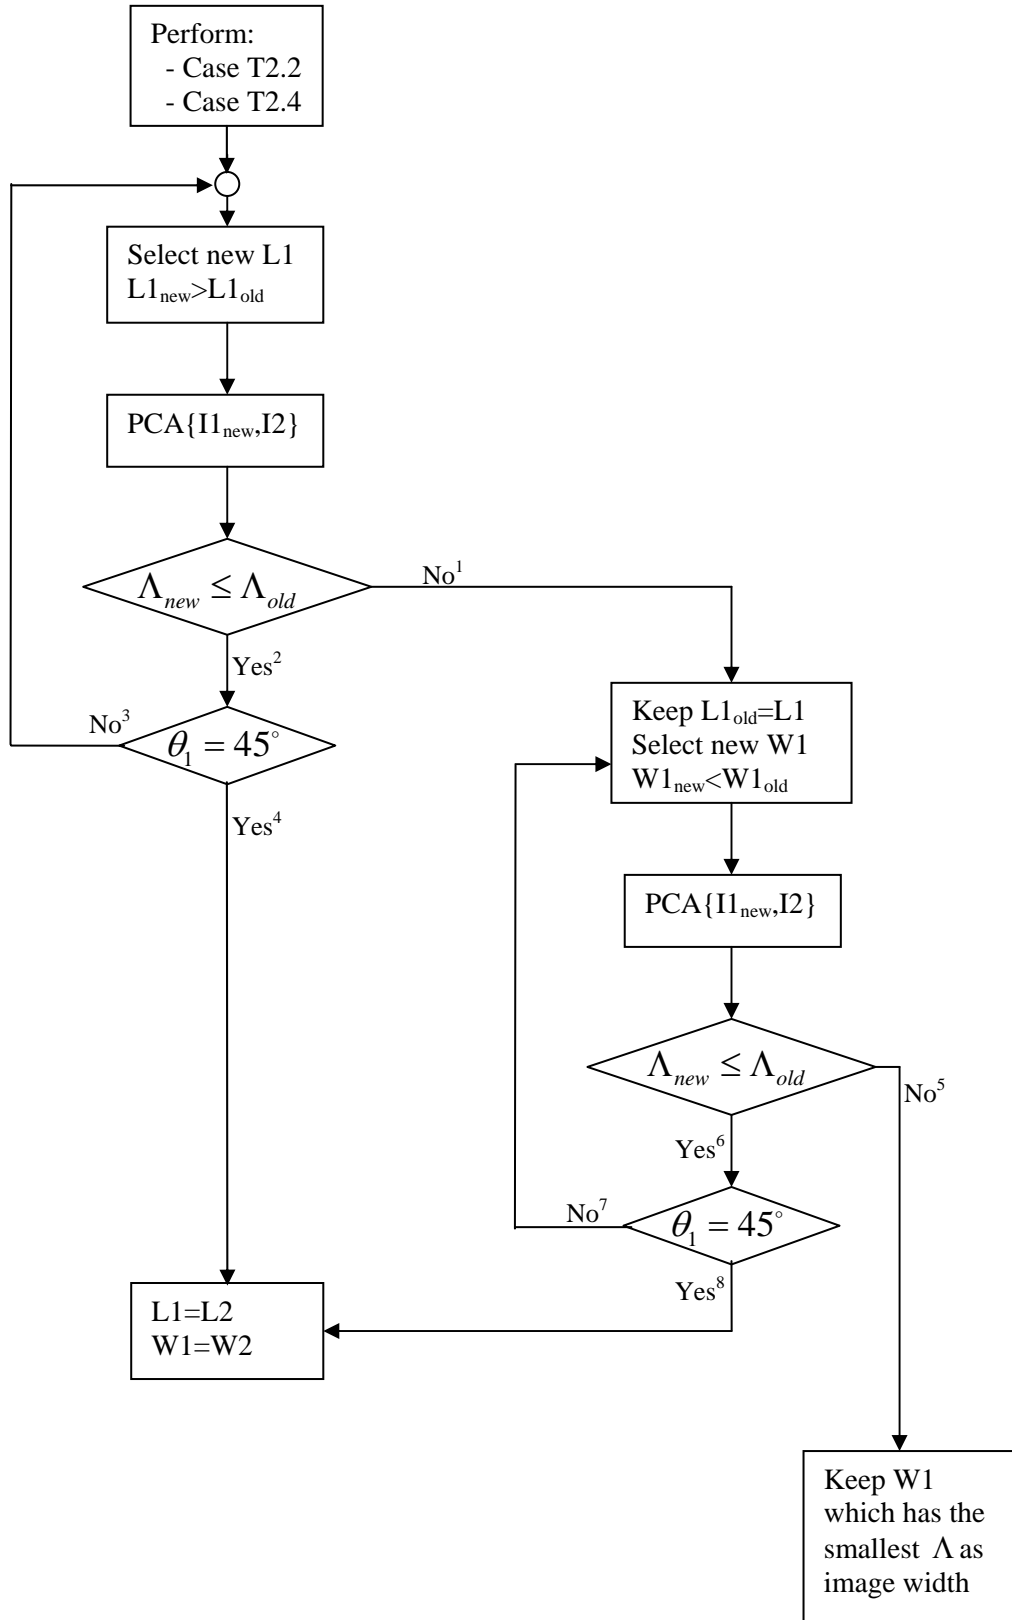 Perform:
- Case T2.2
- Case T2.4
Select new L1
L1new>L1old
PCA{I1new,I2}
Λnew ≤ Λold
No1
Yes2
No3
θ1 = 45°
Yes4
Keep L1old=L1
Select new W1
W1new<W1old
PCA{I1new,I2}
Λnew ≤ Λold
No5
Yes6
No7
θ1 = 45°
Yes8
L1=L2
W1=W2
Keep W1
which has the
smallest Λ as
image width